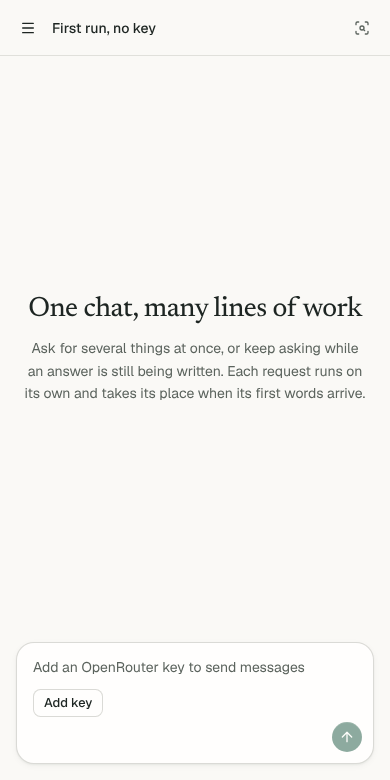 First run, no key
One chat, many lines of work
Ask for several things at once, or keep asking while
an answer is still being written. Each request runs on
its own and takes its place when its first words arrive.
Add an OpenRouter key to send messages
Add key